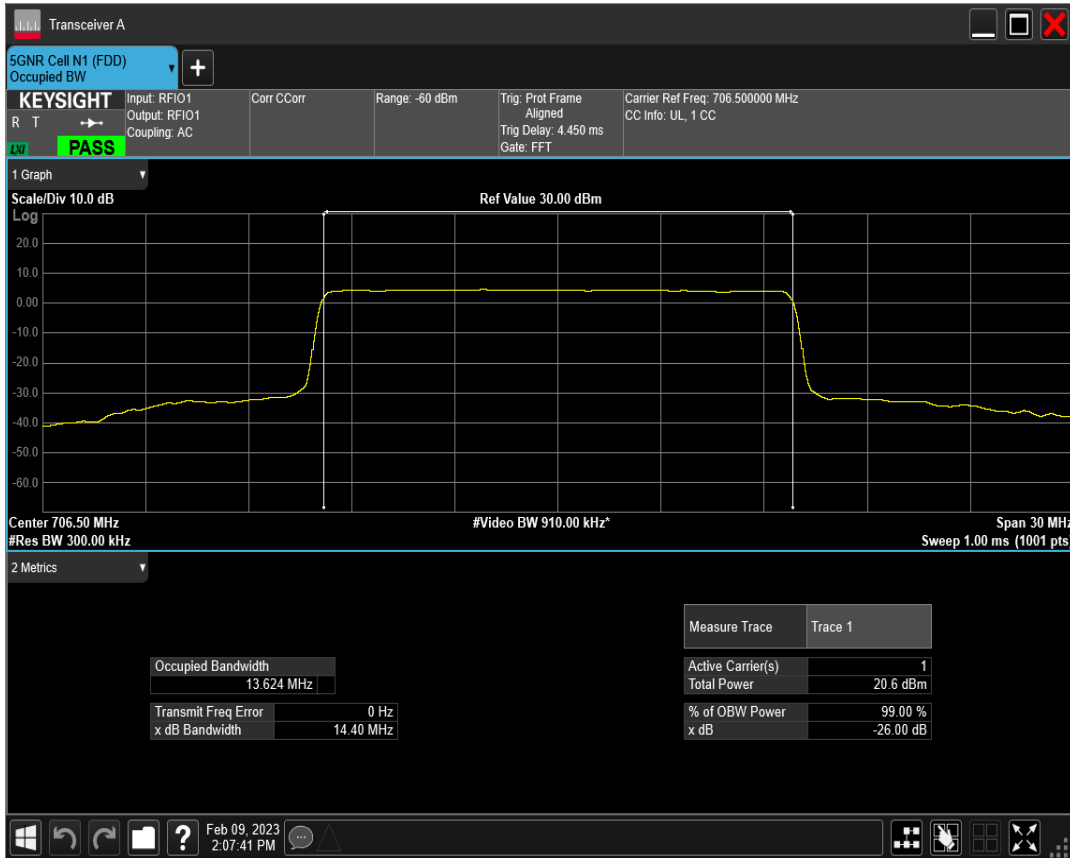 Transceiver A
5GNR Cell N1 (FDD)
Occupied BW
+
KEYSIGHT
R T
LXI
PASS
Input: RFIO1
Output: RFIO1
Coupling: AC
Corr CCorr
Range: -60 dBm
Trig: Prot Frame
Aligned
Trig Delay: 4.450 ms
Gate: FFT
Carrier Ref Freq: 706.500000 MHz
CC Info: UL, 1 CC
1 Graph
Scale/Div 10.0 dB
Ref Value 30.00 dBm
Log
20.0
10.0
0.00
-10.0
-20.0
-30.0
-40.0
-50.0
-60.0
Center 706.50 MHz
#Video BW 910.00 kHz*
Span 30 MHz
#Res BW 300.00 kHz
Sweep 1.00 ms (1001 pts)
2 Metrics
Measure Trace Trace 1
Occupied Bandwidth
13.624 MHz
Active Carrier(s) 1
Total Power 20.6 dBm
Transmit Freq Error 0 Hz
x dB Bandwidth 14.40 MHz
% of OBW Power 99.00 %
x dB -26.00 dB
?
Feb 09, 2023
2:07:41 PM